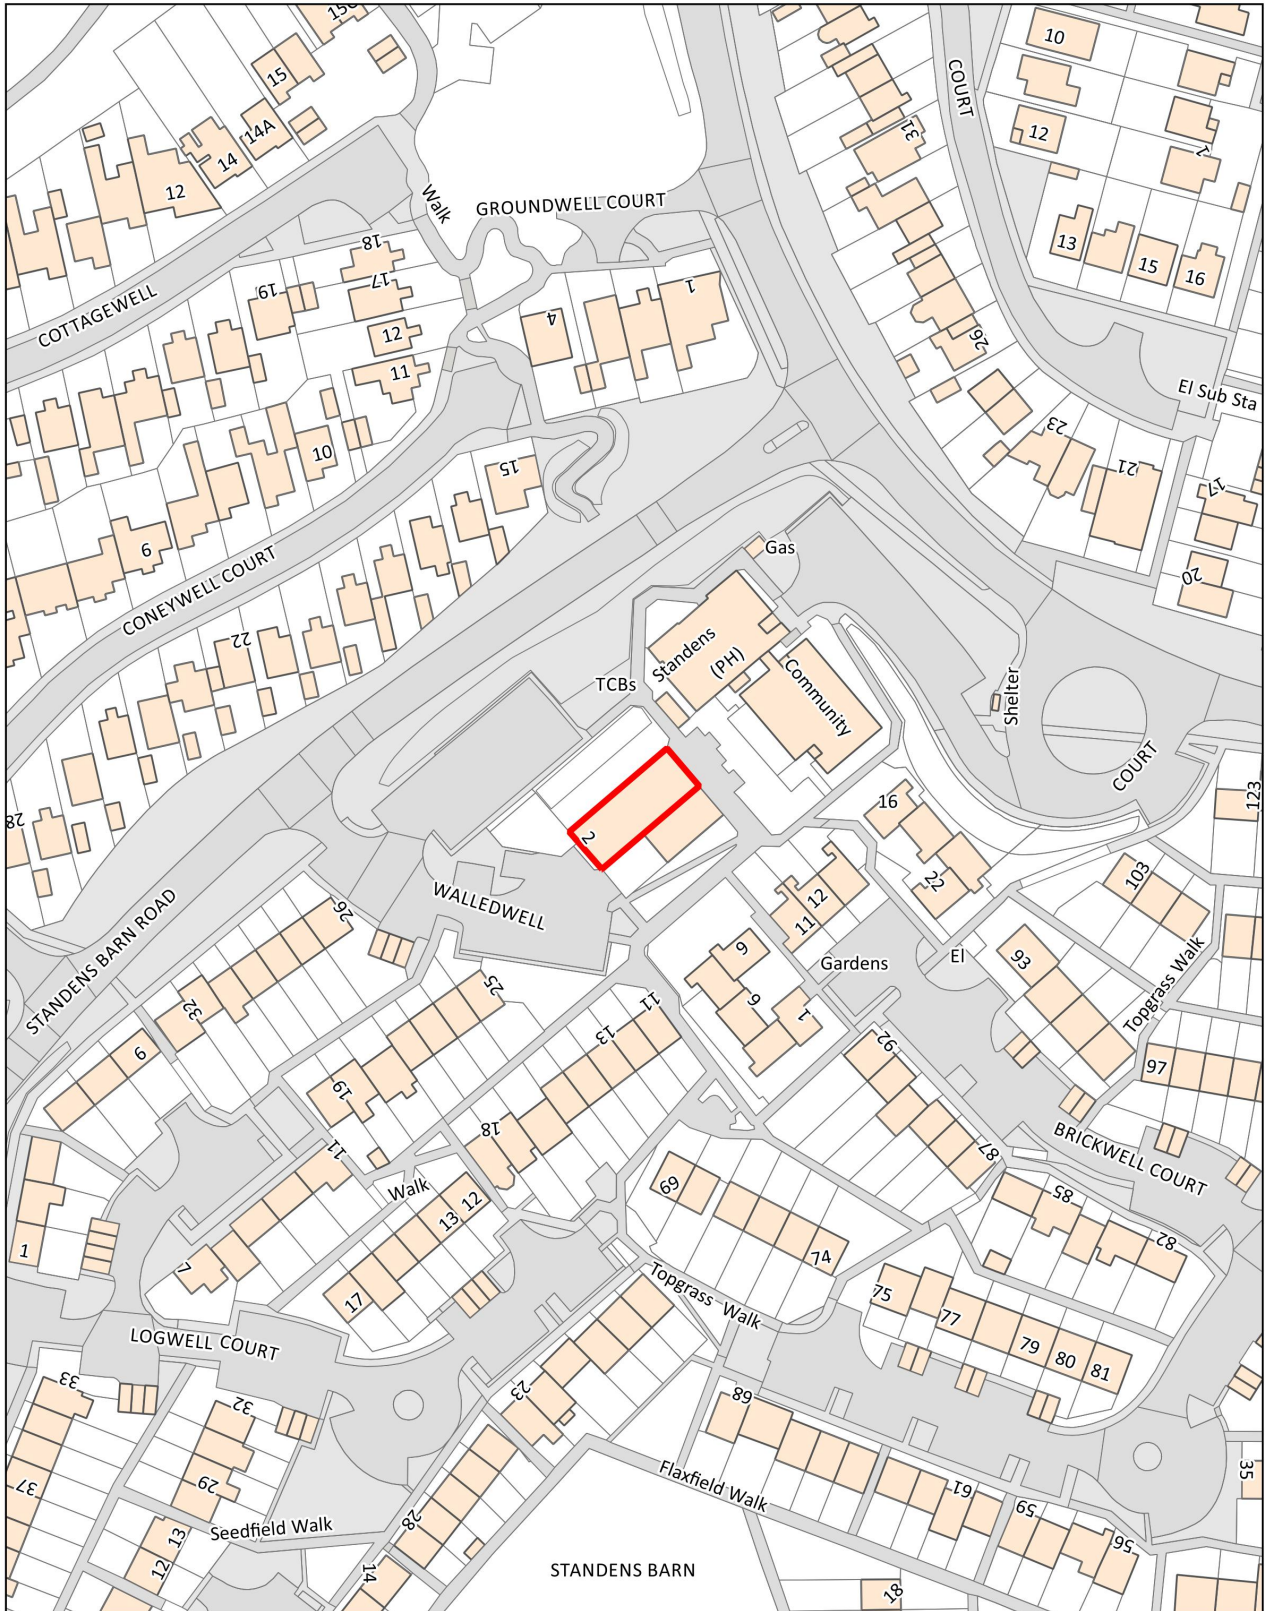 15C
10
15
COURT
12
31
14A
14
1
12
Walk
GROUNDWELL COURT
13
15
16
18
17
19
1
COTTAGEWELL
4
12
26
11
El Sub Sta
10
23
15
21
17
6
Gas
20
CONEYWELL COURT
22
Standens
(PH)
Community
TCBs
Shelter
COURT
123
28
16
2
103
WALLEDWELL
12
11
22
26
STANDENS BARN ROAD
9
Gardens
El
93
Topgrass Walk
25
32
6
1
11
13
9
92
97
19
18
87
BRICKWELL COURT
11
Walk
69
12
13
85
82
1
7
74
17
Topgrass Walk
75
77
LOGWELL COURT
79
80
81
33
32
23
68
37
29
Flaxfield Walk
61
59
35
Seedfield Walk
28
13
12
56
14
STANDENS BARN
18